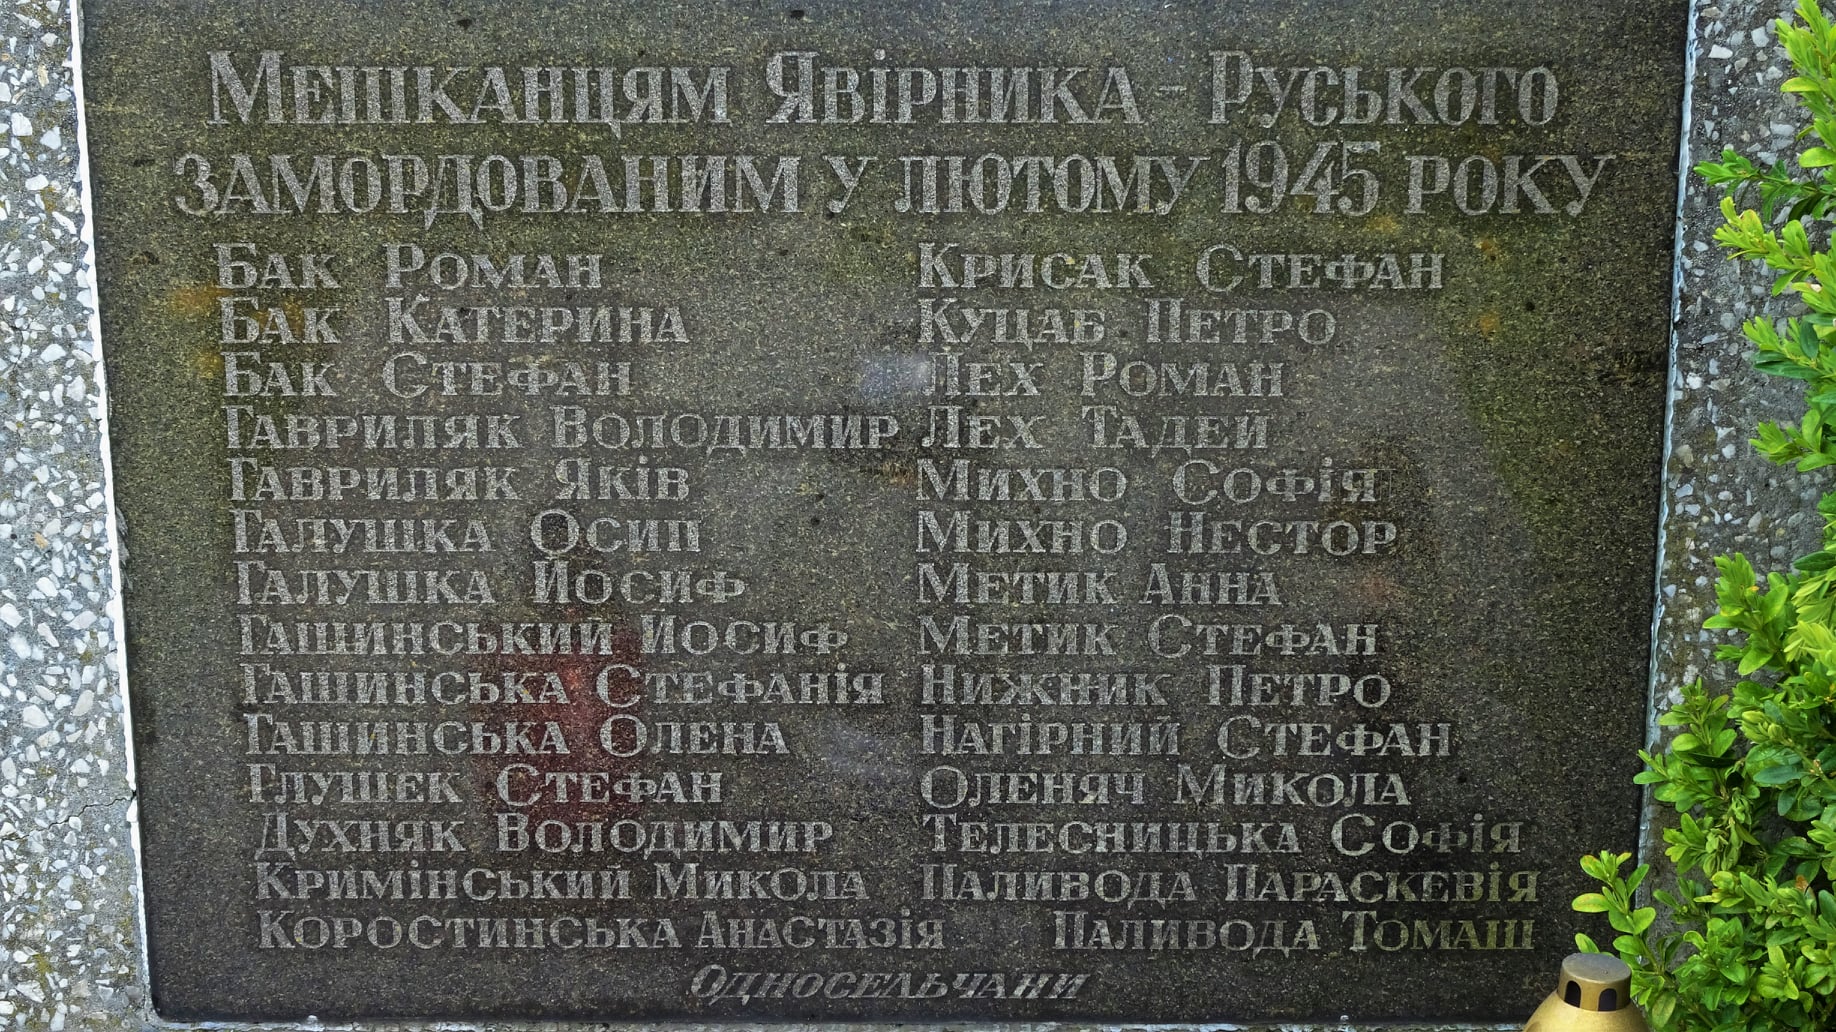 Мешканцям Явірника - Руського
замордованим у лютому 1945 року
Бак Роман
Бак Катерина
Бак Стефан
Гавриляк Володимир
Гавриляк Яків
Галушка Осип
Галушка Йосиф
Гашинський Йосиф
Гашинська Стефанія
Гашинська Олена
Глушек Стефан
Духняк Володимир
Кримінський Микола
Коростинська Анастазія
Крисак Стефан
Куцаб Петро
Лех Роман
Лех Тадей
Михно Софія
Михно Нестор
Метик Анна
Метик Стефан
Нижник Петро
Нагірний Стефан
Оленяч Микола
Телесницька Софія
Паливода Параскевія
Паливода Томаш
Односельчани